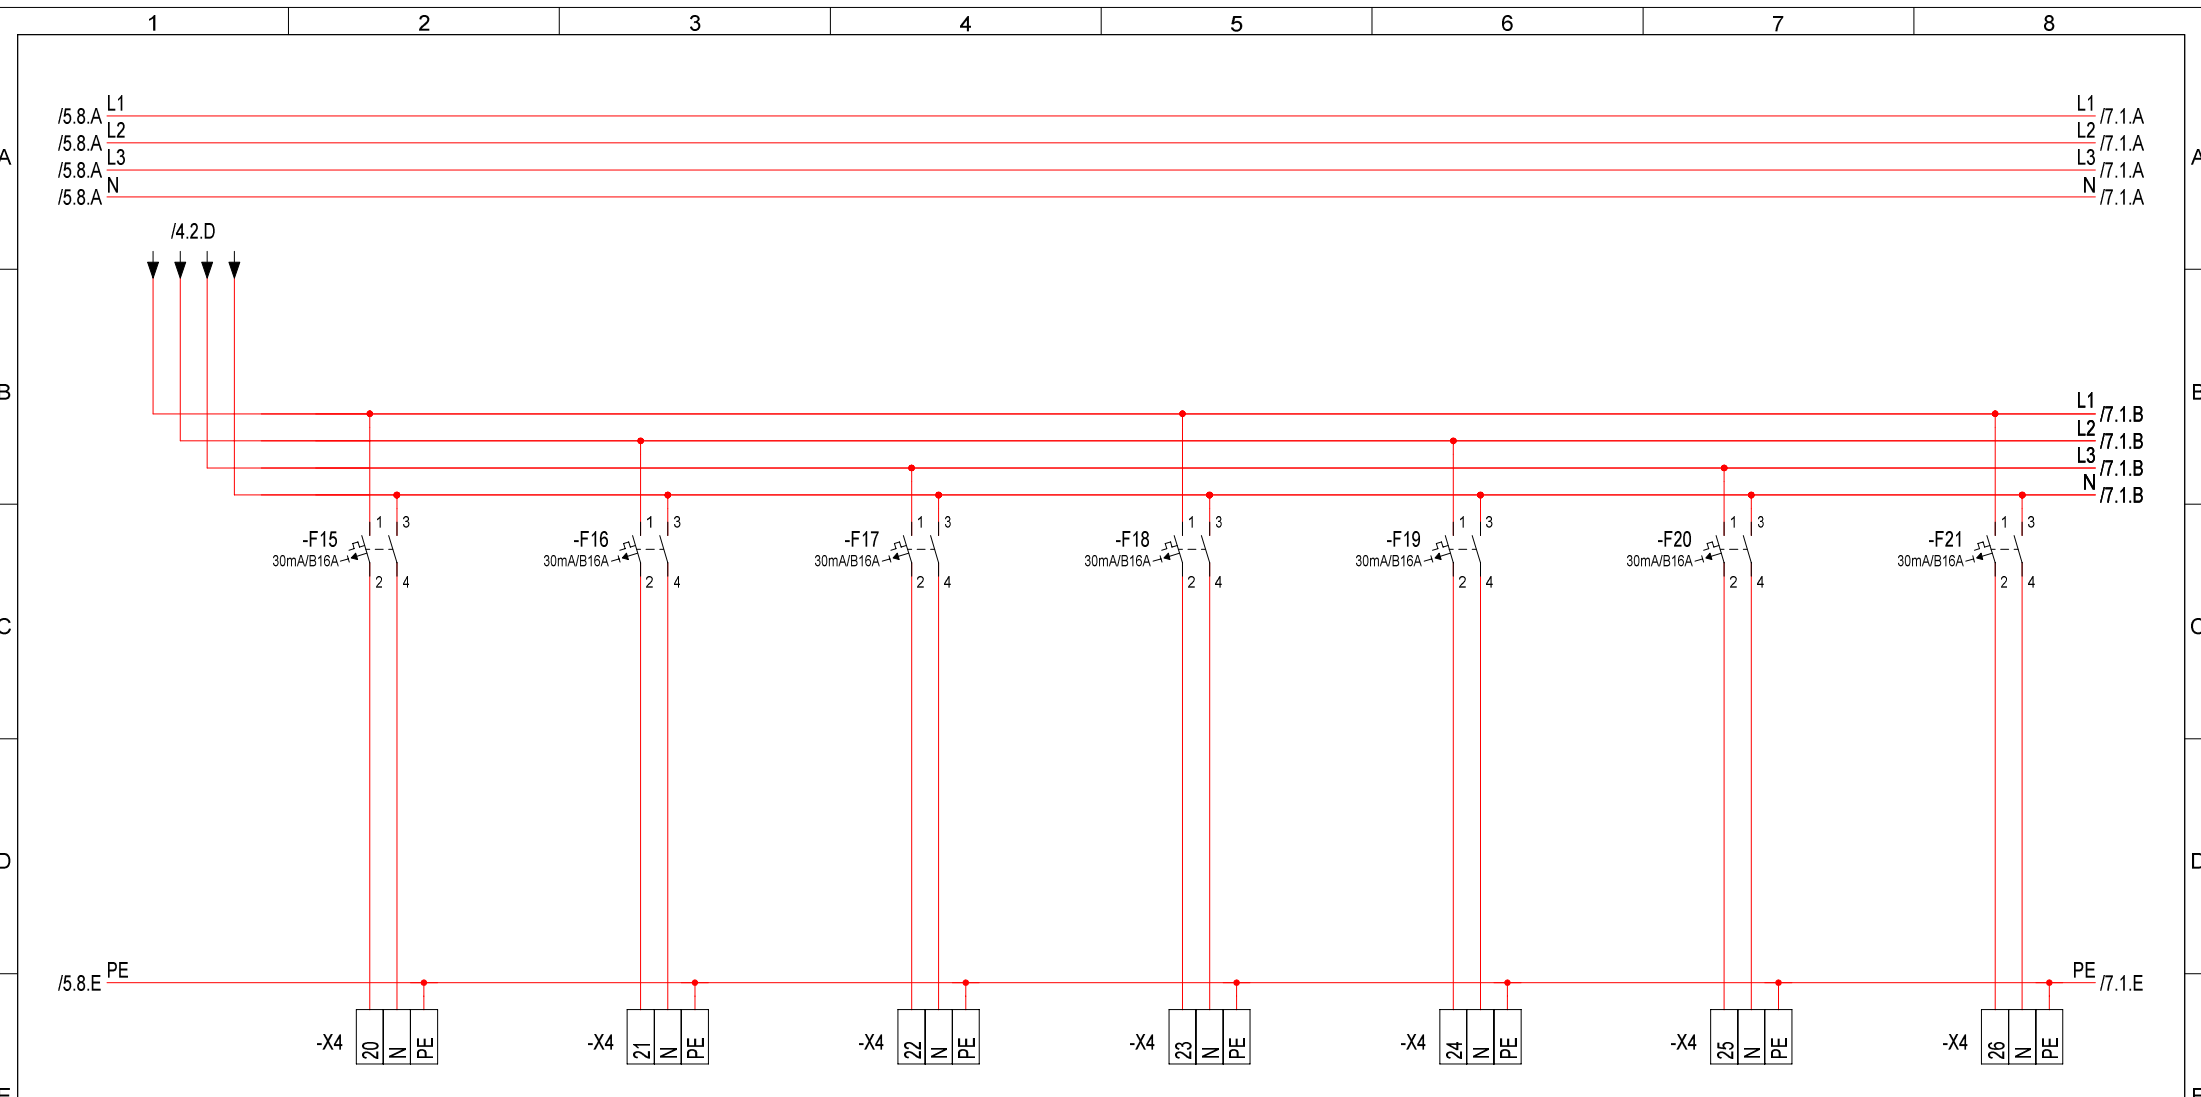 1 2 3 4 5 6 7 8
L1 L1
/5.8.A /7.1.A
L2 L2
/5.8.A /7.1.A
A L3 L3 A
/5.8.A /7.1.A
N N
/5.8.A /7.1.A
/4.2.D
B L1 /7.1.B B
L2 /7.1.B
L3 /7.1.B
N /7.1.B
1 3 1 3 1 3 1 3 1 3 1 3 1 3
-F15 -F16 -F17 -F18 -F19 -F20 -F21
30mA/B16A 30mA/B16A 30mA/B16A 30mA/B16A 30mA/B16A 30mA/B16A 30mA/B16A
2 4 2 4 2 4 2 4 2 4 2 4 2 4
C C
D D
PE PE
/5.8.E /7.1.E
-X4 20 N PE -X4 21 N PE -X4 22 N PE -X4 23 N PE -X4 24 N PE -X4 25 N PE -X4 26 N PE